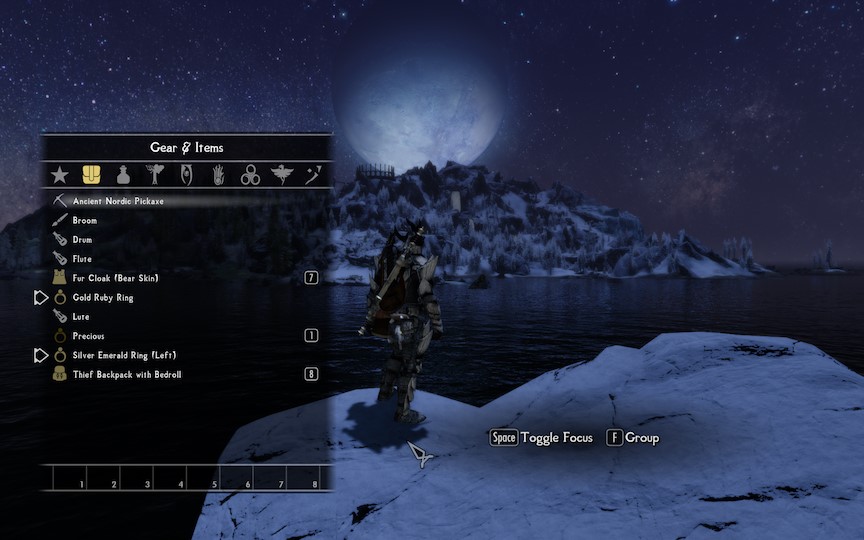 Gear & Items
Ancient Nordic Pickaxe
Broom
Drum
Flute
Fur Cloak (Bear Skin) 7
Gold Ruby Ring
Lute
Precious 1
Silver Emerald Ring (Left)
Thief Backpack with Bedroll 8
Space Toggle Focus F Group
1 2 3 4 5 6 7 8